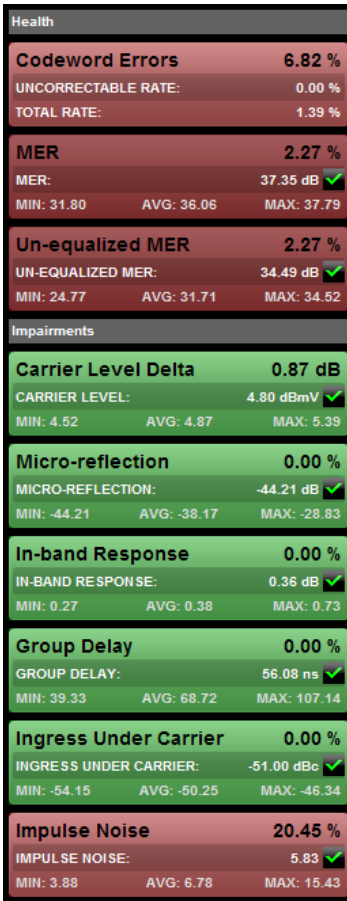 Health
Codeword Errors 6.82 %
UNCORRECTABLE RATE: 0.00 %
TOTAL RATE: 1.39 %
MER 2.27 %
MER: 37.35 dB
MIN: 31.80 AVG: 36.06 MAX: 37.79
Un-equalized MER 2.27 %
UN-EQUALIZED MER: 34.49 dB
MIN: 24.77 AVG: 31.71 MAX: 34.52
Impairments
Carrier Level Delta 0.87 dB
CARRIER LEVEL: 4.80 dBmV
MIN: 4.52 AVG: 4.87 MAX: 5.39
Micro-reflection 0.00 %
MICRO-REFLECTION: -44.21 dB
MIN: -44.21 AVG: -38.17 MAX: -28.83
In-band Response 0.00 %
IN-BAND RESPONSE: 0.36 dB
MIN: 0.27 AVG: 0.38 MAX: 0.73
Group Delay 0.00 %
GROUP DELAY: 56.08 ns
MIN: 39.33 AVG: 68.72 MAX: 107.14
Ingress Under Carrier 0.00 %
INGRESS UNDER CARRIER: -51.00 dBc
MIN: -54.15 AVG: -50.25 MAX: -46.34
Impulse Noise 20.45 %
IMPULSE NOISE: 5.83
MIN: 3.88 AVG: 6.78 MAX: 15.43